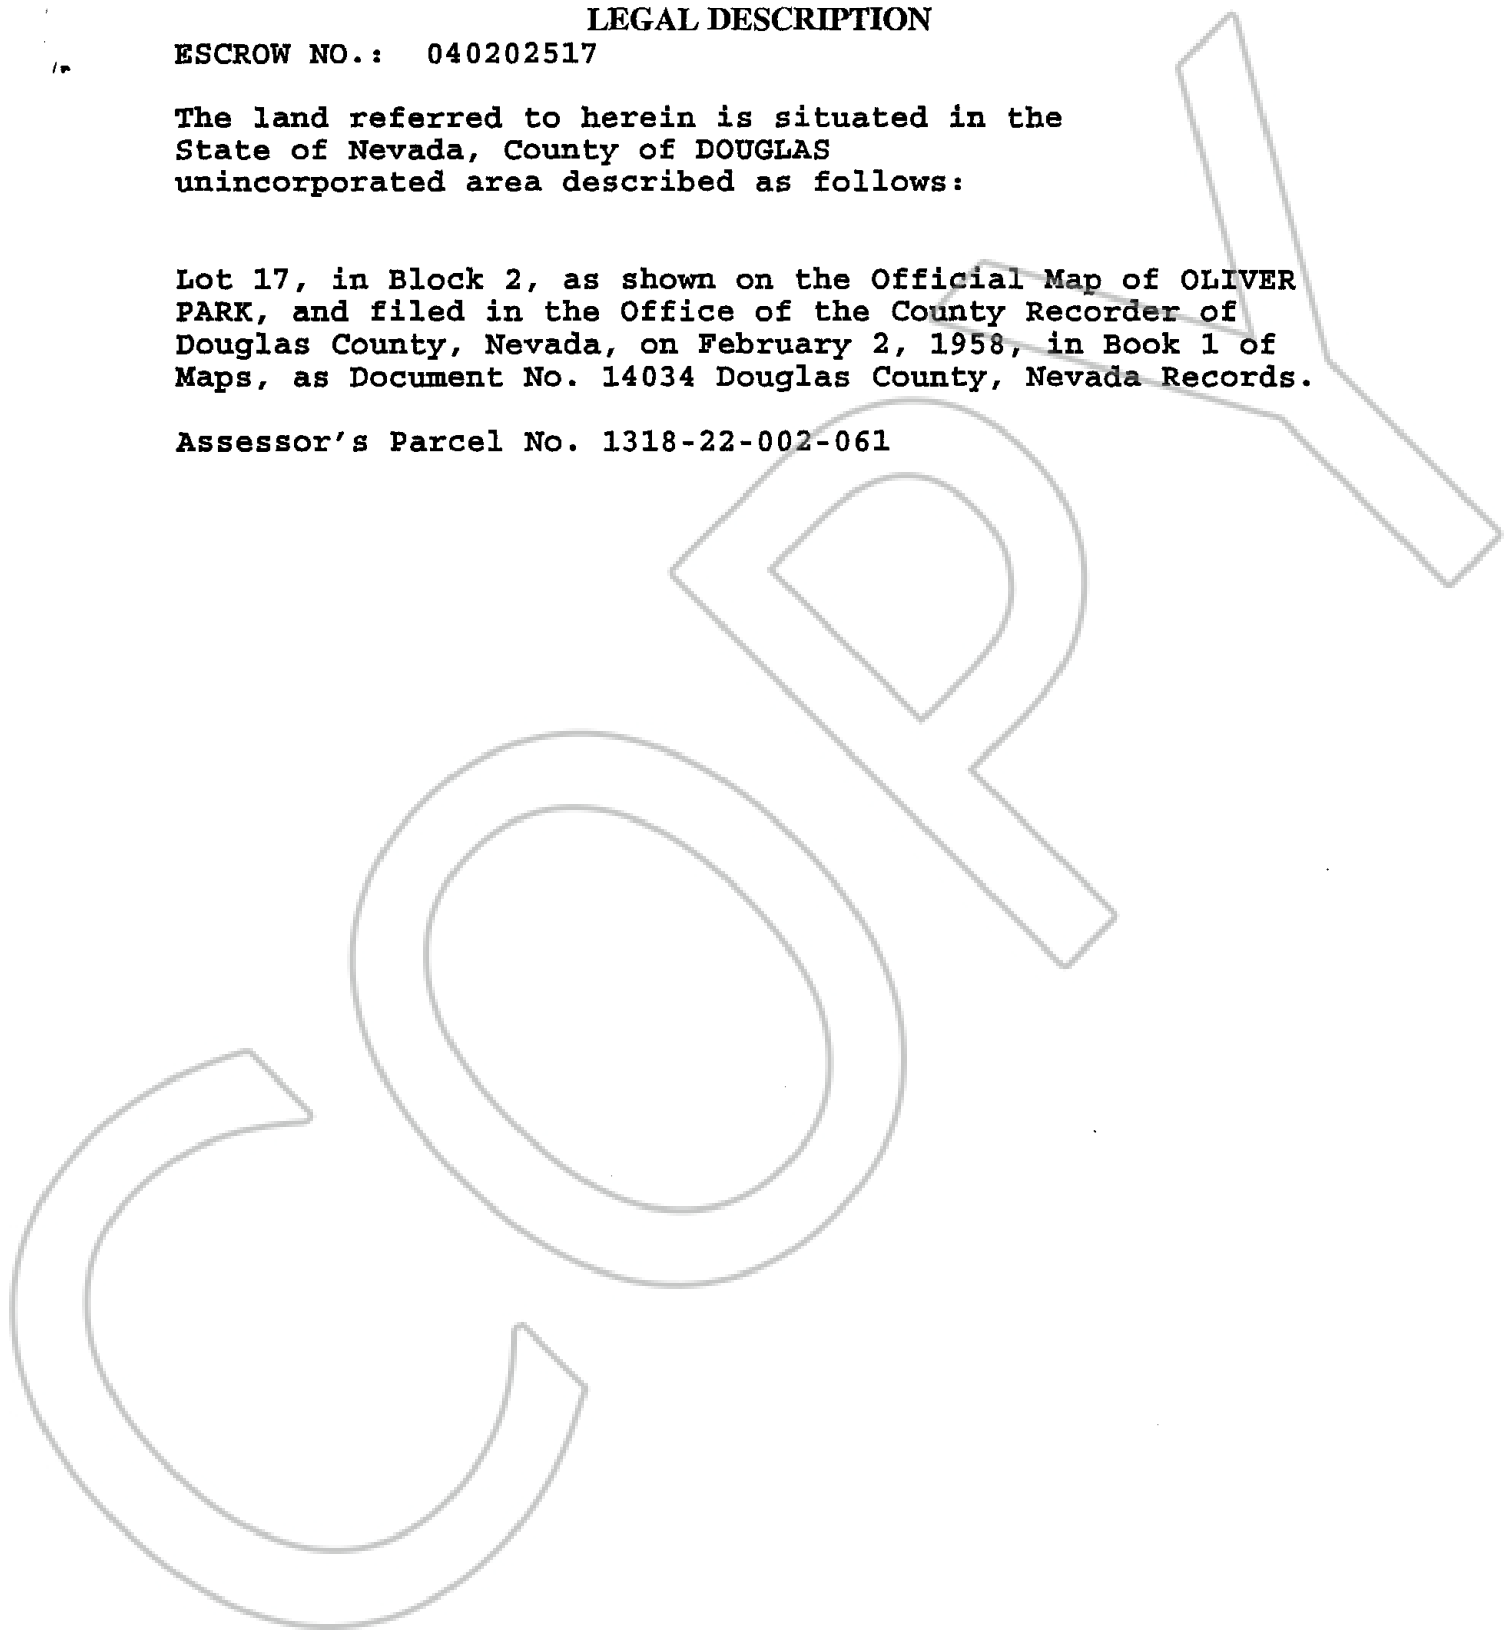 LEGAL DESCRIPTION
ESCROW NO.: 040202517
The land referred to herein is situated in the
State of Nevada, County of DOUGLAS
unincorporated area described as follows:
Lot 17, in Block 2, as shown on the Official Map of OLIVER
PARK, and filed in the Office of the County Recorder of
Douglas County, Nevada, on February 2, 1958, in Book 1 of
Maps, as Document No. 14034 Douglas County, Nevada Records.
Assessor's Parcel No. 1318-22-002-061
COPY